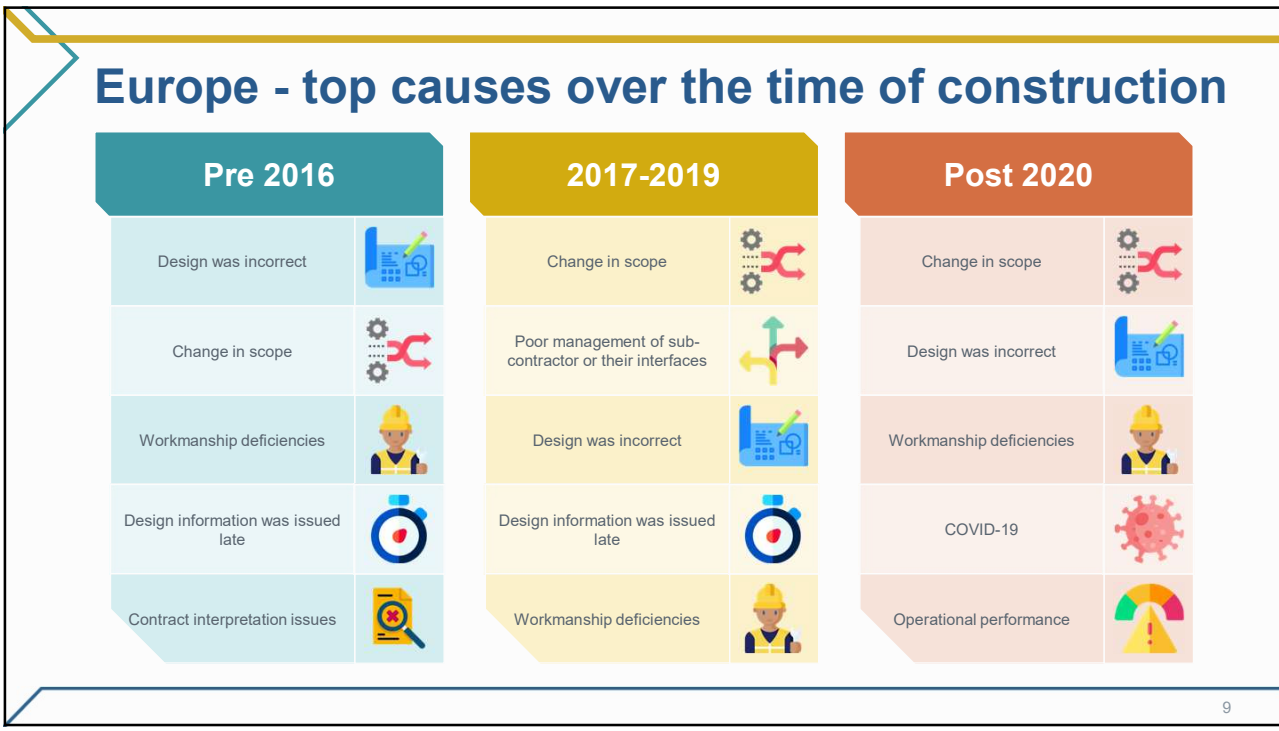 Europe - top causes over the time of construction
Pre 2016
Design was incorrect
Change in scope
Workmanship deficiencies
Design information was issued
late
Contract interpretation issues
2017-2019
Change in scope
Poor management of sub-
contractor or their interfaces
Design was incorrect
Design information was issued
late
Workmanship deficiencies
Post 2020
Change in scope
Design was incorrect
Workmanship deficiencies
COVID-19
Operational performance
9